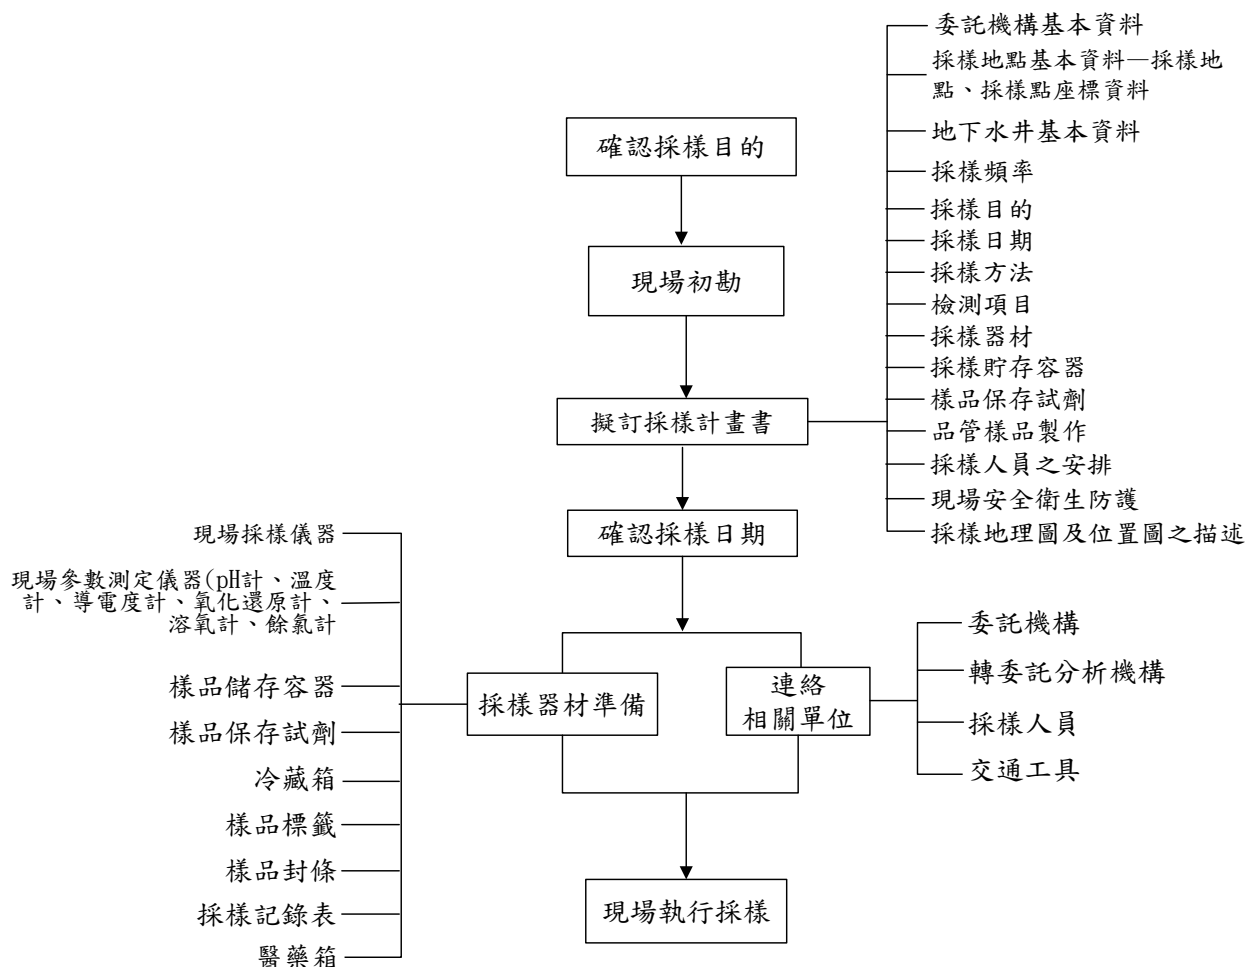 委託機構基本資料
採樣地點基本資料—採樣地
點、採樣點座標資料
地下水井基本資料
採樣頻率
採樣目的
採樣日期
採樣方法
檢測項目
採樣器材
採樣貯存容器
樣品保存試劑
品管樣品製作
採樣人員之安排
現場安全衛生防護
採樣地理圖及位置圖之描述
確認採樣目的
現場初勘
擬訂採樣計畫書
確認採樣日期
現場採樣儀器
現場參數測定儀器(pH計、溫度
計、導電度計、氧化還原計、
溶氧計、餘氯計
樣品儲存容器
樣品保存試劑
冷藏箱
樣品標籤
樣品封條
採樣記錄表
醫藥箱
採樣器材準備
連絡
相關單位
委託機構
轉委託分析機構
採樣人員
交通工具
現場執行採樣